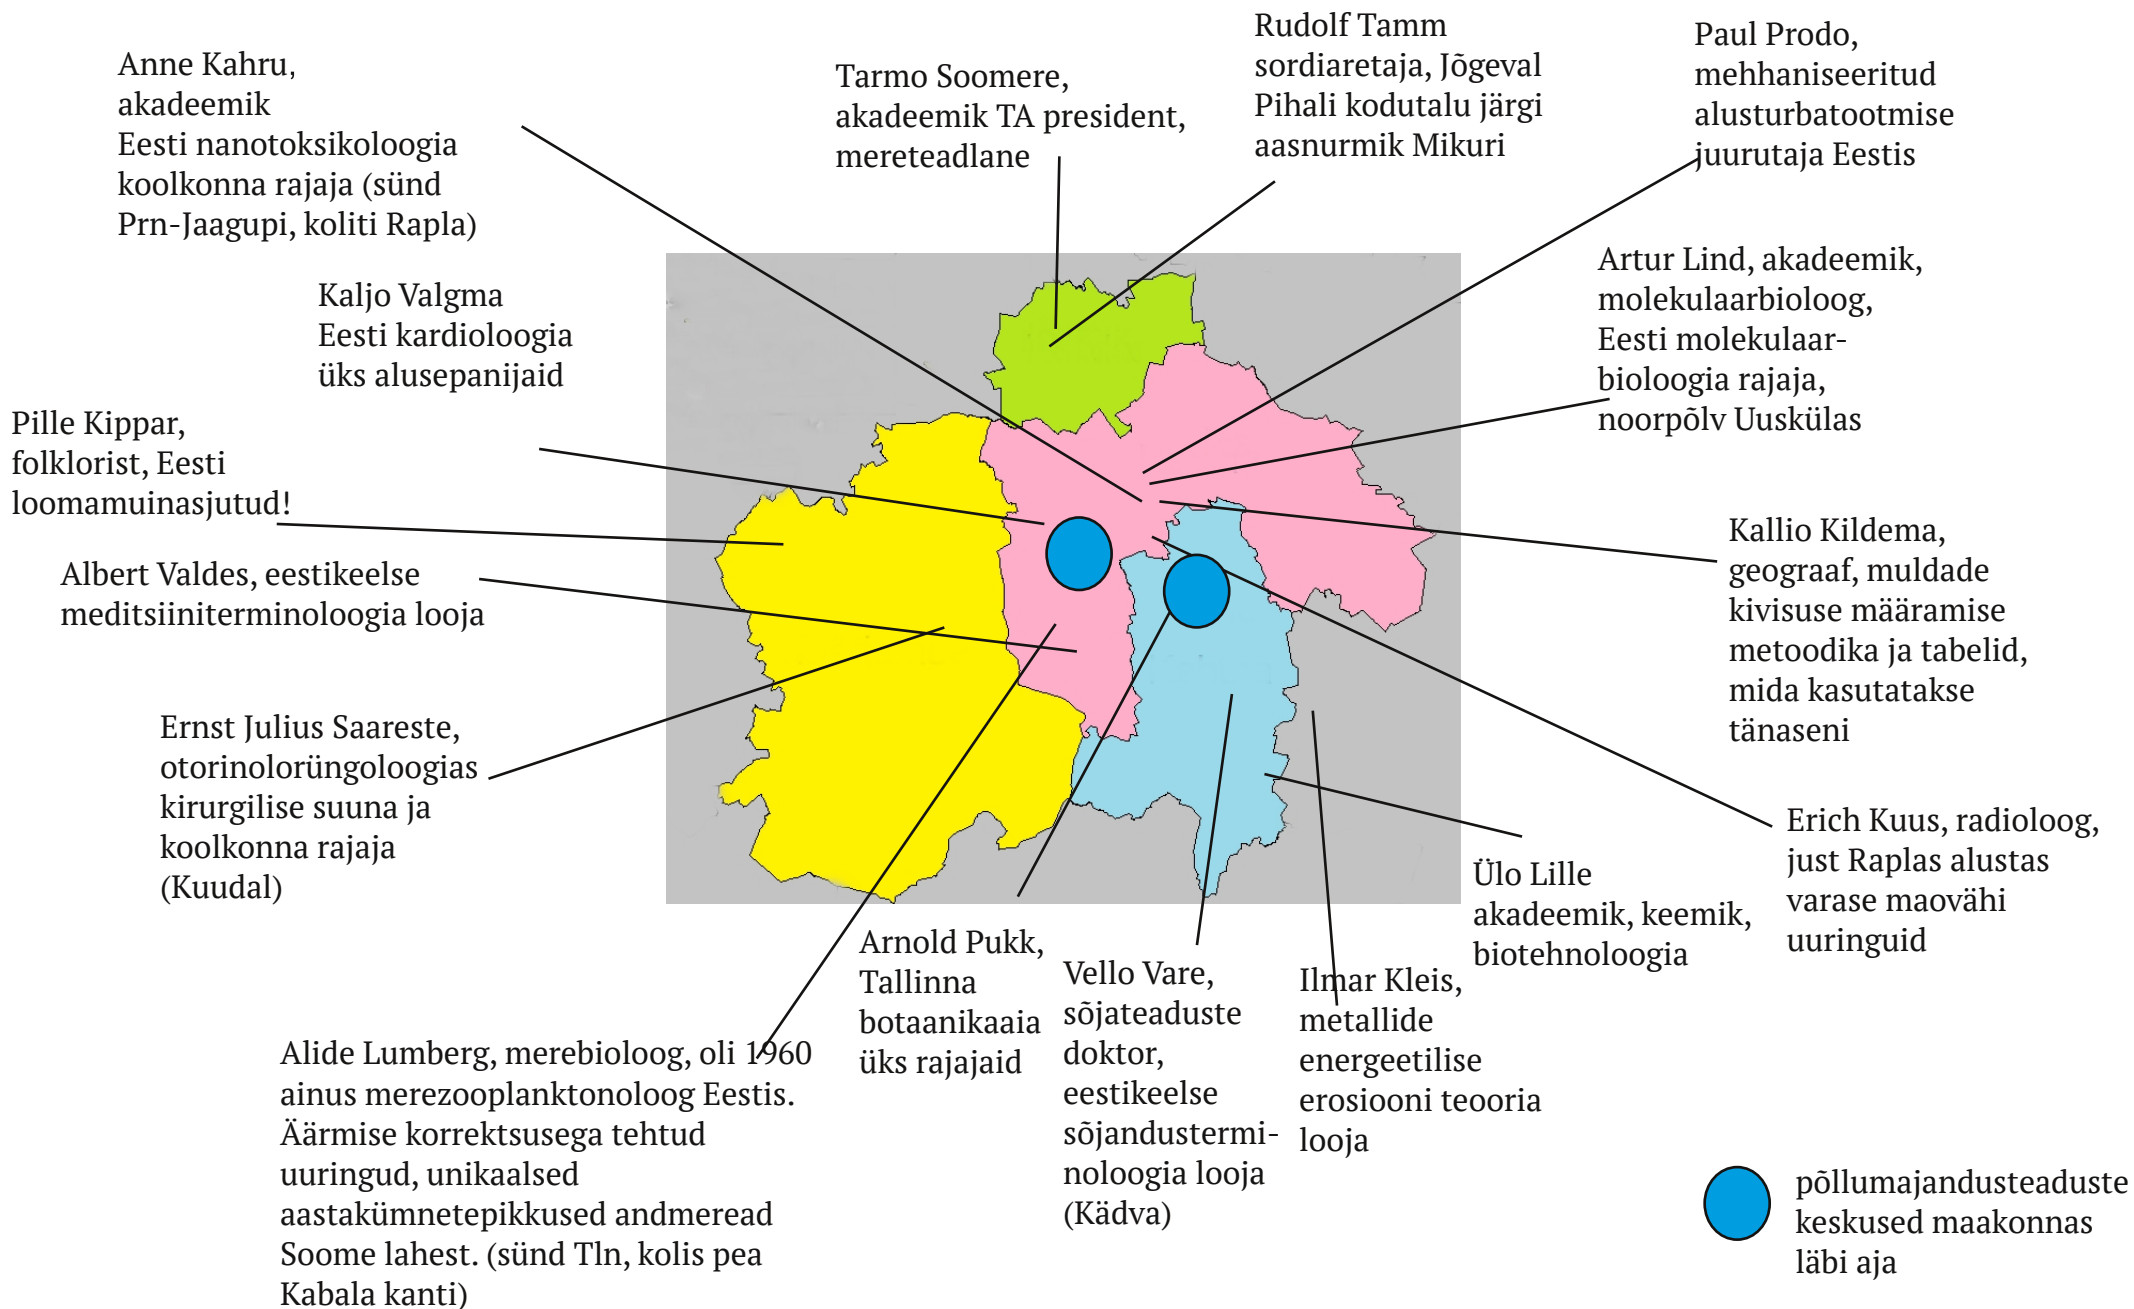 Anne Kahru,
akadeemik
Eesti nanotoksikoloogia
koolkonna rajaja (sünd
Prn-Jaagupi, koliti Rapla)
Tarmo Soomere,
akadeemik TA president,
mereteadlane
Rudolf Tamm
sordiaretaja, Jõgeval
Pihali kodutalu järgi
aasnurmik Mikuri
Paul Prodo,
mehhaniseeritud
alusturbatootmise
juurutaja Eestis
Kaljo Valgma
Eesti kardioloogia
üks alusepanijaid
Artur Lind, akadeemik,
molekulaarbioloog,
Eesti molekulaar-
bioloogia rajaja,
noorpõlv Uuskülas
Pille Kippar,
folklorist, Eesti
loomamuinasjutud!
Albert Valdes, eestikeelse
meditsiiniterminoloogia looja
Kallio Kildema,
geograaf, muldade
kivisuse määramise
metoodika ja tabelid,
mida kasutatakse
tänaseni
Ernst Julius Saareste,
otorinolorüngoloogias
kirurgilise suuna ja
koolkonna rajaja
(Kuudal)
Erich Kuus, radioloog,
just Raplas alustas
varase maovähi
uuringuid
Ülo Lille
akadeemik, keemik,
biotehnoloogia
Arnold Pukk,
Tallinna
botaanikaaia
üks rajajaid
Vello Vare,
sõjateaduste
doktor,
eestikeelse
sõjandustermi-
noloogia looja
(Kädva)
Ilmar Kleis,
metallide
energeetilise
erosiooni teooria
looja
Alide Lumberg, merebioloog, oli 1960
ainus merezooplanktonoloog Eestis.
Äärmise korrektsusega tehtud
uuringud, unikaalsed
aastakümnetepikkused andmeread
Soome lahest. (sünd Tln, kolis pea
Kabala kanti)
põllumajandusteaduste
keskused maakonnas
läbi aja